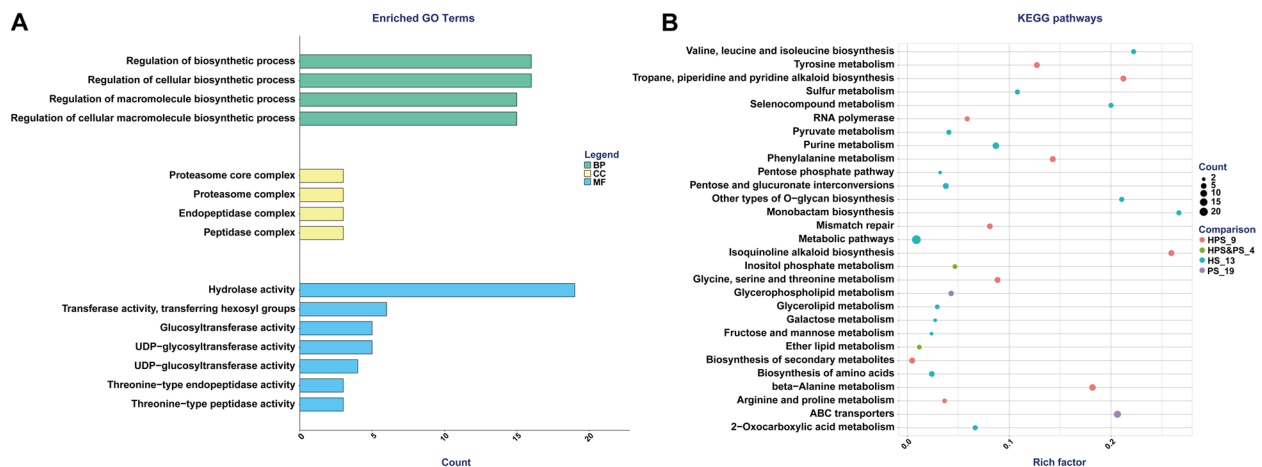 A
Enriched GO Terms
Regulation of biosynthetic process
Regulation of cellular biosynthetic process
Regulation of macromolecule biosynthetic process
Regulation of cellular macromolecule biosynthetic process
Proteasome core complex
Proteasome complex
Endopeptidase complex
Peptidase complex
Hydrolase activity
Transferase activity, transferring hexosyl groups
Glucosyltransferase activity
UDP−glycosyltransferase activity
UDP−glucosyltransferase activity
Threonine−type endopeptidase activity
Threonine−type peptidase activity
0 5 10 15 20
Count
Legend
BP
CC
MF
B
KEGG pathways
Valine, leucine and isoleucine biosynthesis
Tyrosine metabolism
Tropane, piperidine and pyridine alkaloid biosynthesis
Sulfur metabolism
Selenocompound metabolism
RNA polymerase
Pyruvate metabolism
Purine metabolism
Phenylalanine metabolism
Pentose phosphate pathway
Pentose and glucuronate interconversions
Other types of O−glycan biosynthesis
Monobactam biosynthesis
Mismatch repair
Metabolic pathways
Isoquinoline alkaloid biosynthesis
Inositol phosphate metabolism
Glycine, serine and threonine metabolism
Glycerophospholipid metabolism
Glycerolipid metabolism
Galactose metabolism
Fructose and mannose metabolism
Ether lipid metabolism
Biosynthesis of secondary metabolites
Biosynthesis of amino acids
beta−Alanine metabolism
Arginine and proline metabolism
ABC transporters
2−Oxocarboxylic acid metabolism
0.0 0.1 0.2
Rich factor
Count
2
5
10
15
20
Comparison
HPS_9
HPS&PS_4
HS_13
PS_19